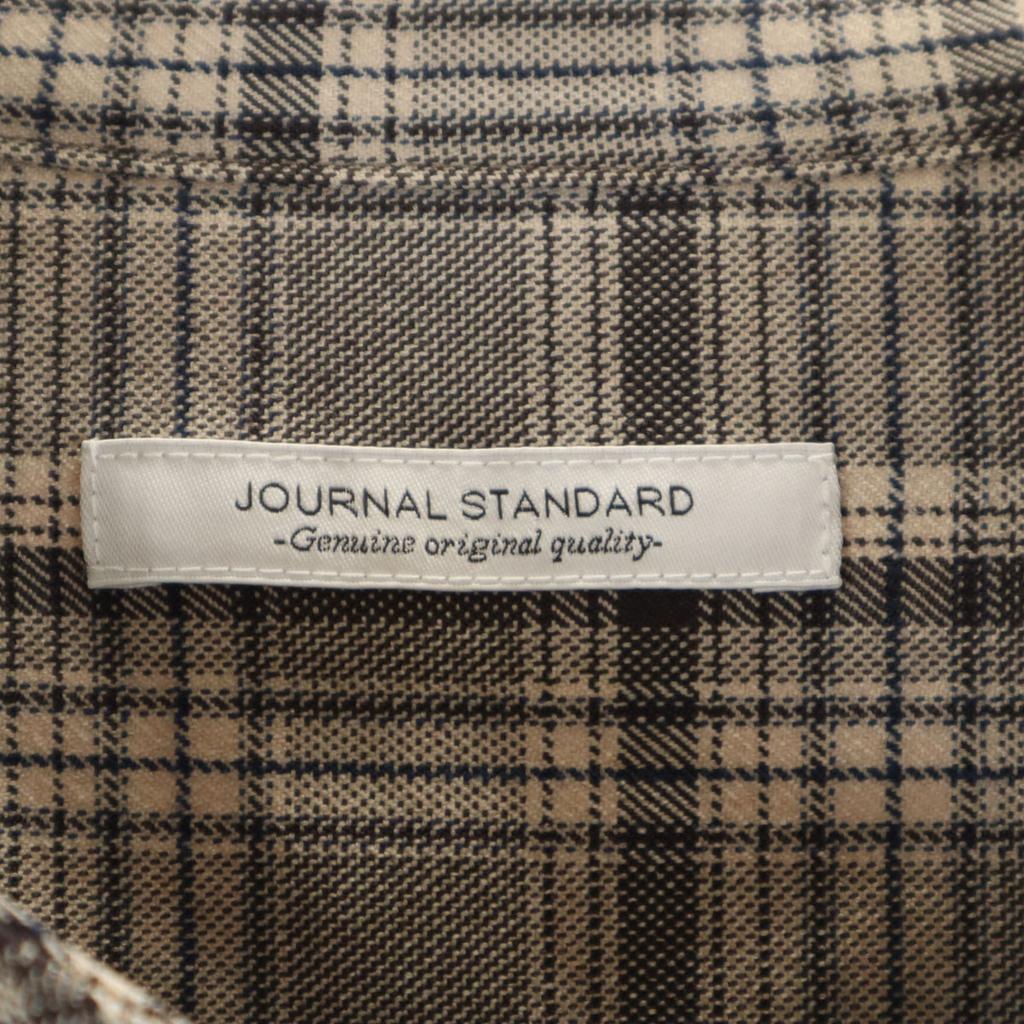 JOURNAL STANDARD
-Genuine original quality-